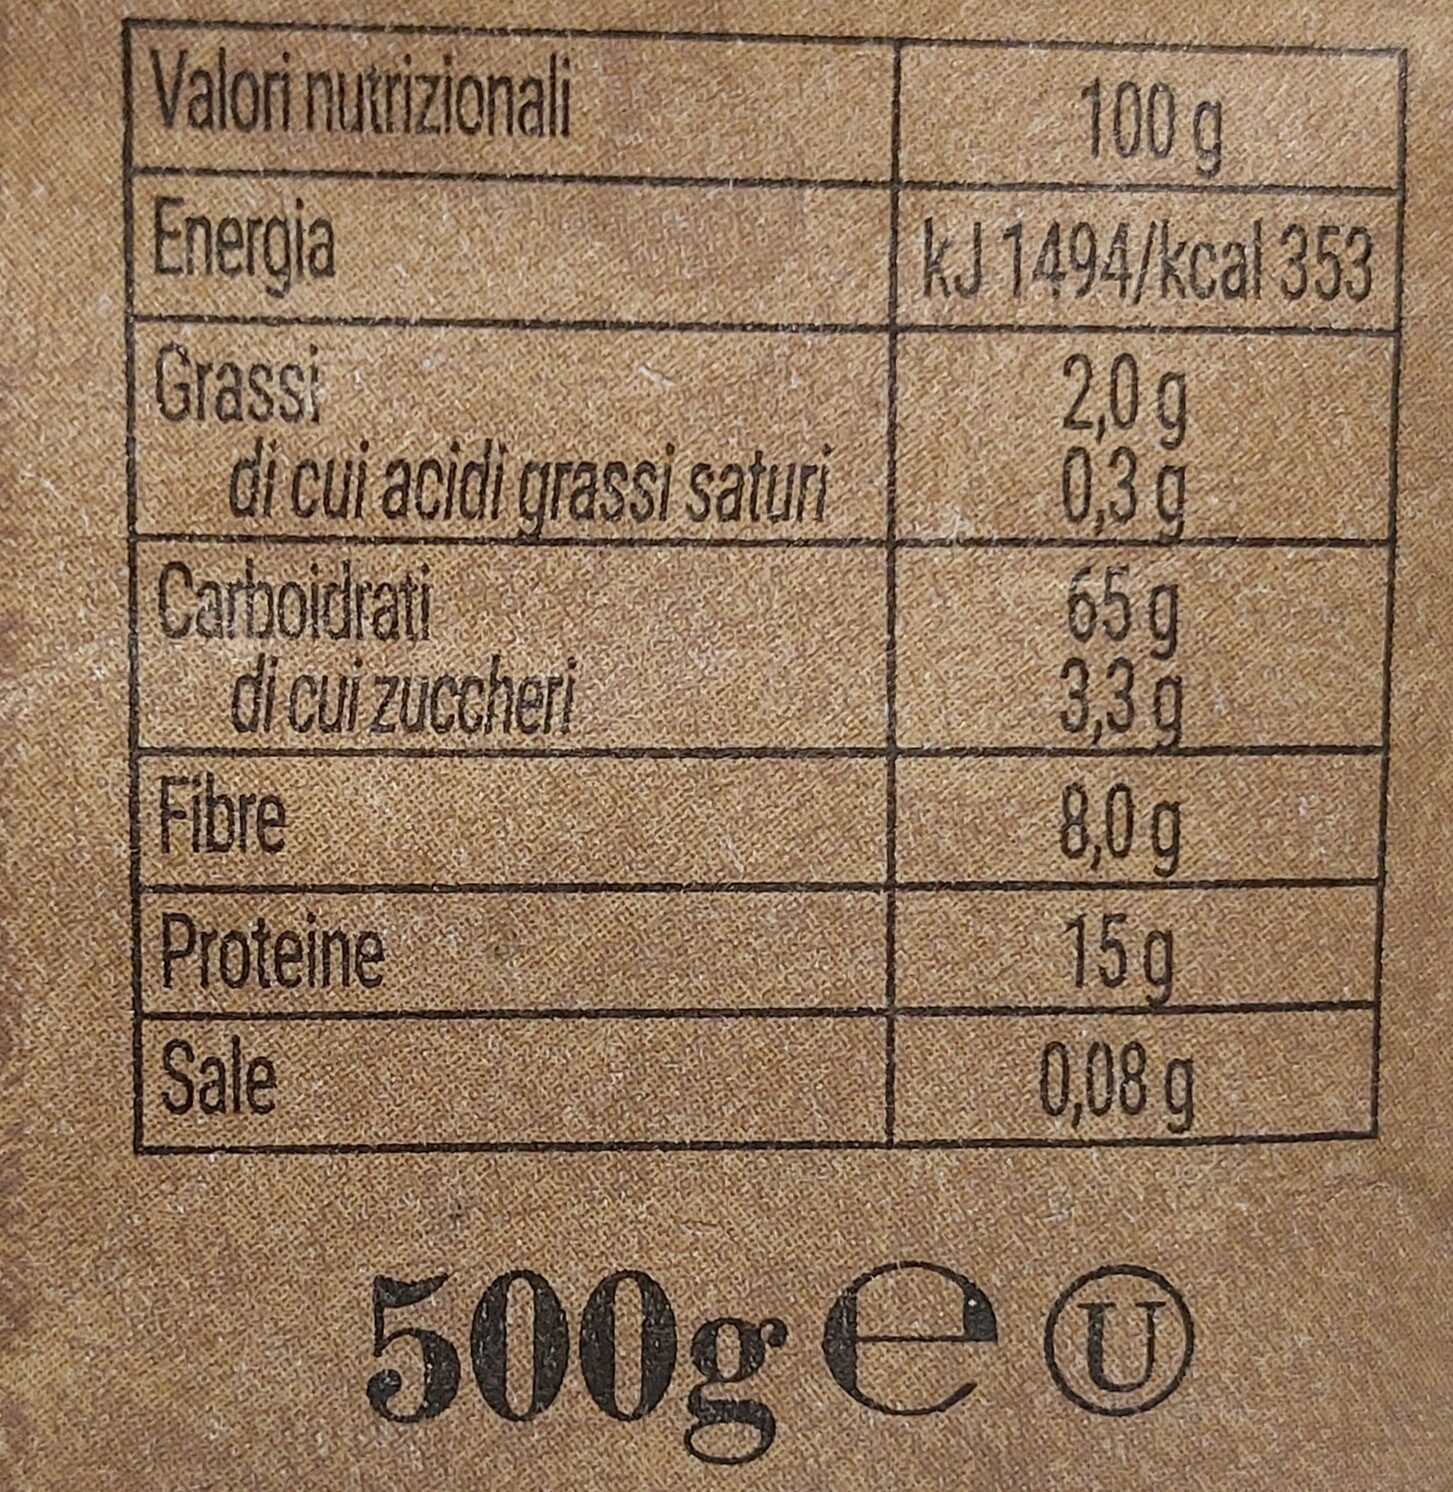 Valori nutrizionali 100 g
Energia kJ 1494/kcal 353
Grassi 2,0 g
di cui acidi grassi saturi 0,3 g
Carboidrati 65 g
di cui zuccheri 3,3 g
Fibre 8,0 g
Proteine 15 g
Sale 0,08 g
500g e U